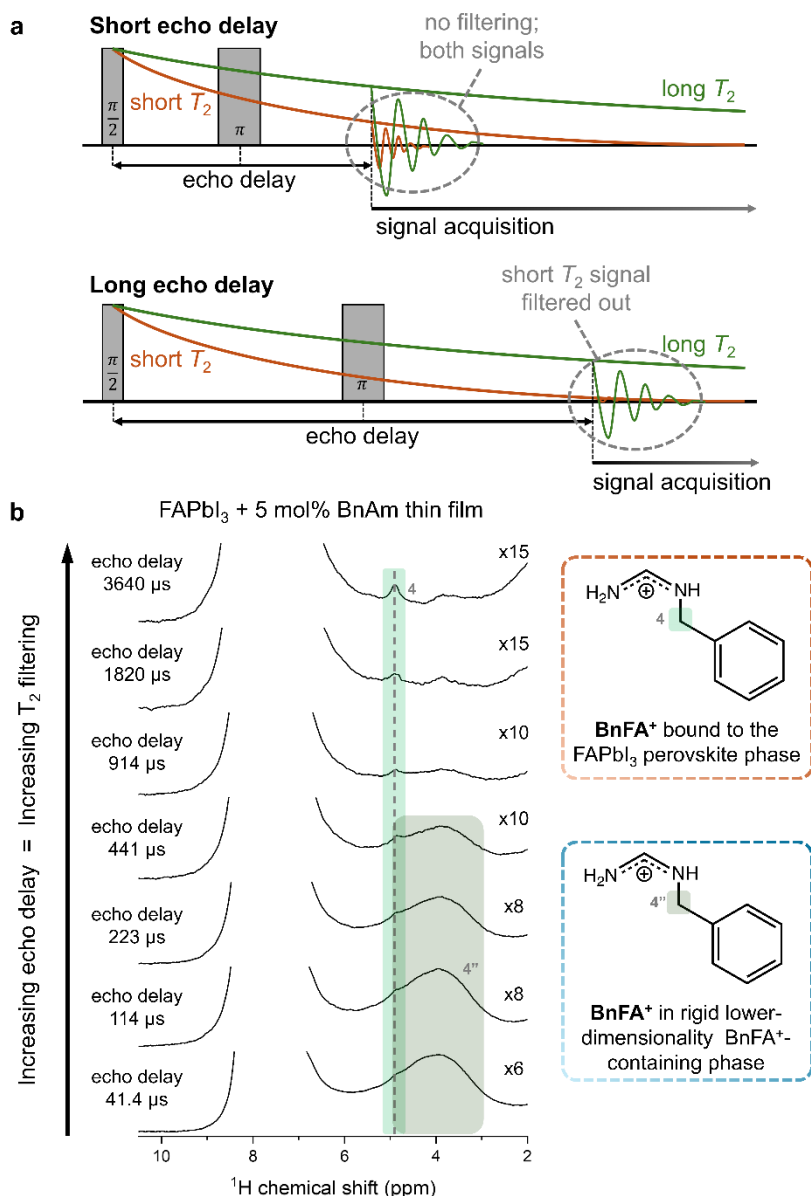 a
Short echo delay
no filtering;
both signals
π/2
short T2
π
long T2
echo delay
signal acquisition
Long echo delay
short T2 signal
filtered out
π/2
short T2
π
long T2
echo delay
signal acquisition
b
FAPbI3 + 5 mol% BnAm thin film
Increasing echo delay = Increasing T2 filtering
echo delay
3640 µs
x15
4
echo delay
1820 µs
x15
echo delay
914 µs
x10
echo delay
441 µs
x10
echo delay
223 µs
x8
4”
echo delay
114 µs
x8
echo delay
41.4 µs
x6
10 8 6 4 2
1H chemical shift (ppm)
H2N
NH
4
BnFA+ bound to the
FAPbI3 perovskite phase
H2N
NH
4”
BnFA+ in rigid lower-
dimensionality BnFA+-
containing phase